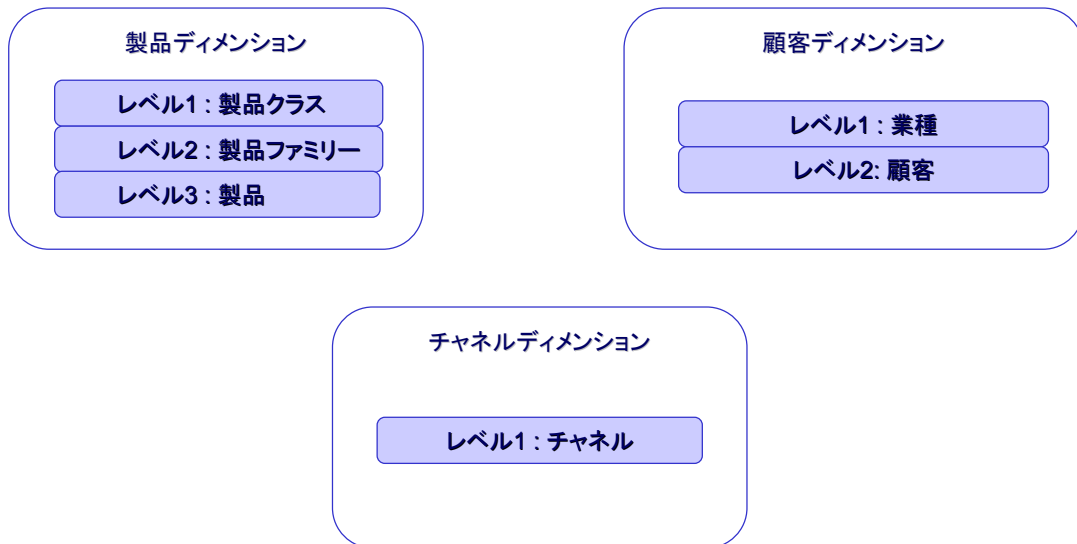 製品ディメンション
レベル1 : 製品クラス
レベル2 : 製品ファミリー
レベル3 : 製品
顧客ディメンション
レベル1 : 業種
レベル2: 顧客
チャネルディメンション
レベル1 : チャネル